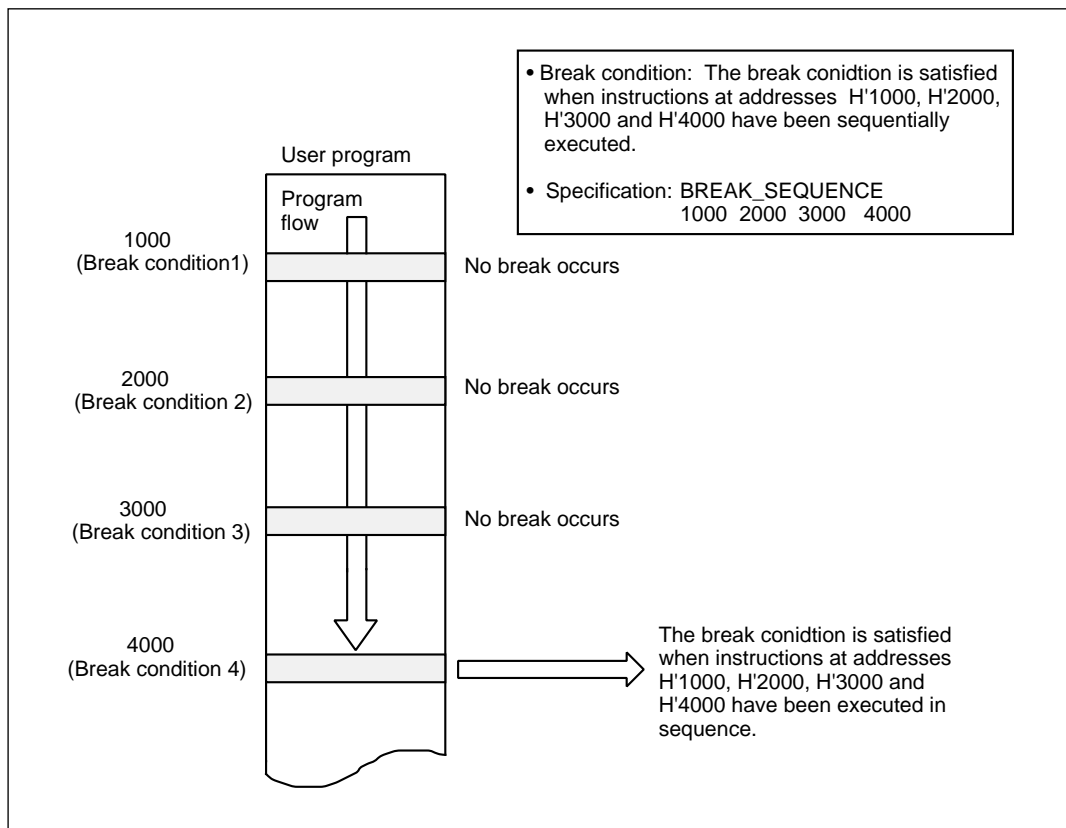 • Break condition: The break conidtion is satisfied
when instructions at addresses H'1000, H'2000,
H'3000 and H'4000 have been sequentially
executed.
• Specification: BREAK_SEQUENCE
1000 2000 3000 4000
User program
Program
flow
1000
(Break condition1)
No break occurs
2000
(Break condition 2)
No break occurs
3000
(Break condition 3)
No break occurs
4000
(Break condition 4)
The break conidtion is satisfied
when instructions at addresses
H'1000, H'2000, H'3000 and
H'4000 have been executed in
sequence.